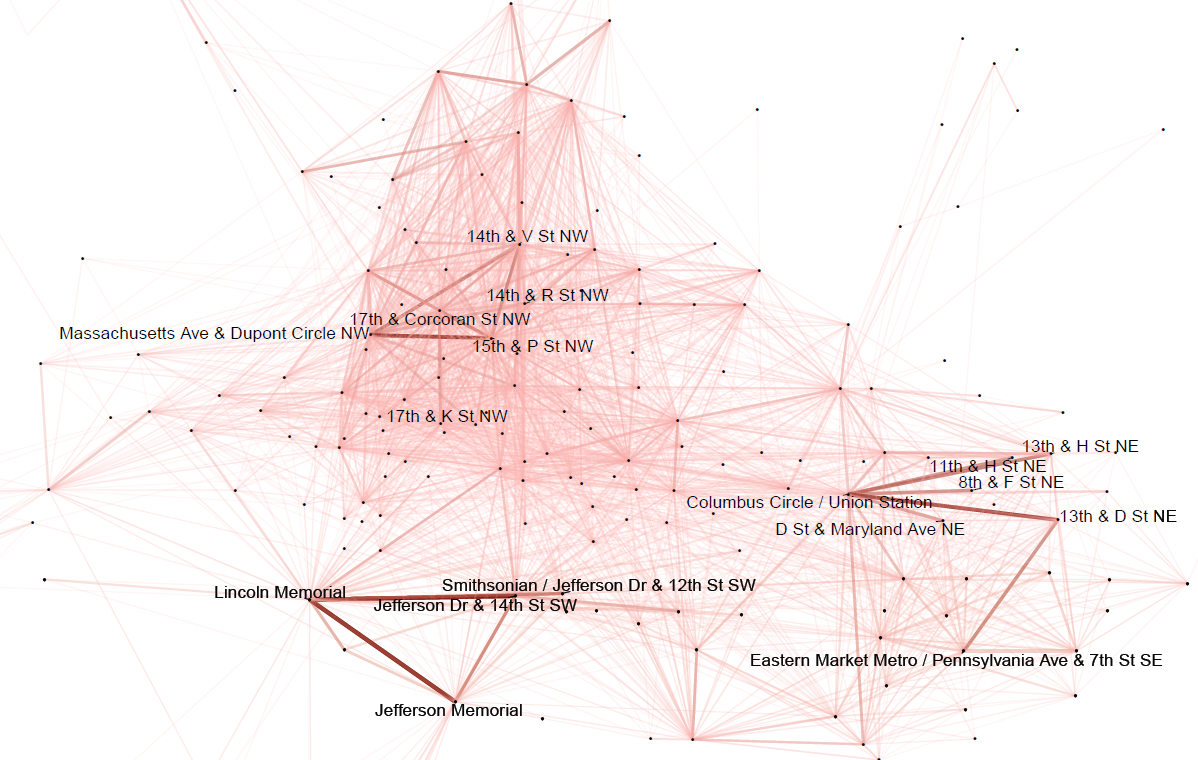 14th & V St NW
14th & R St NW
17th & Corcoran St NW
Massachusetts Ave & Dupont Circle NW
15th & P St NW
17th & K St NW
13th & H St NE
11th & H St NE
8th & F St NE
Columbus Circle / Union Station
13th & D St NE
D St & Maryland Ave NE
Smithsonian / Jefferson Dr & 12th St SW
Lincoln Memorial
Jefferson Dr & 14th St SW
Eastern Market Metro / Pennsylvania Ave & 7th St SE
Jefferson Memorial